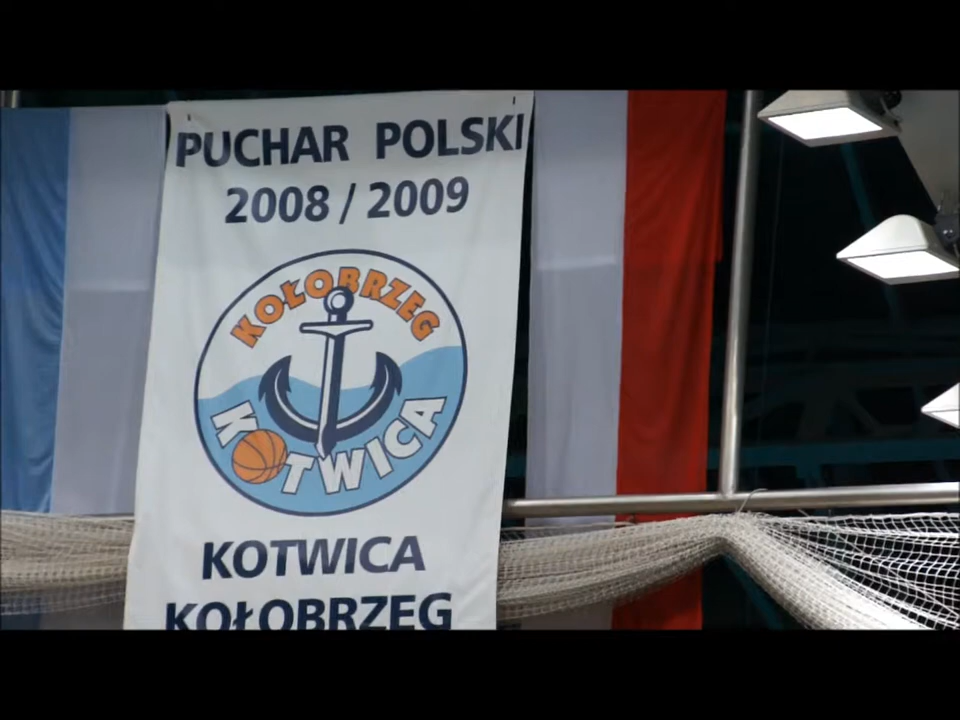 PUCHAR POLSKI
2008 / 2009
KOŁOBRZEG
KOTWICA
KOTWICA
KOŁOBRZEG